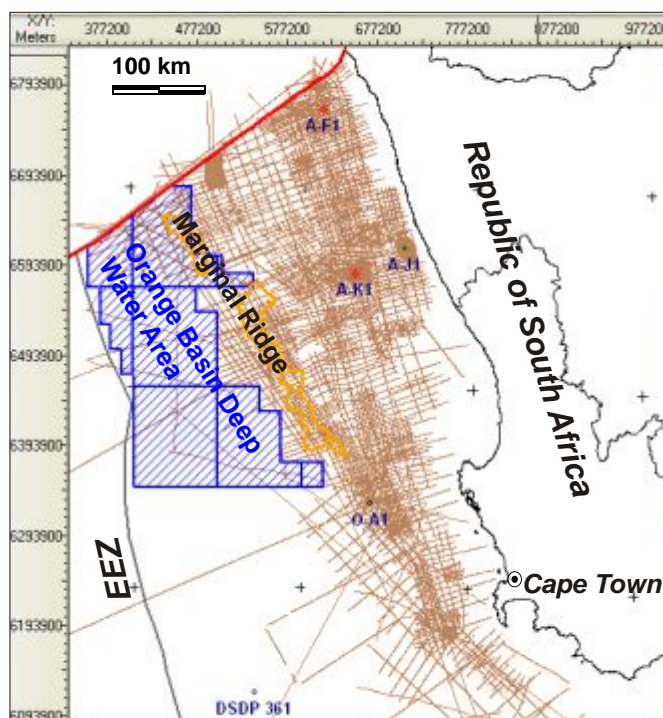 X/Y:
Meters
377200
477200
577200
677200
777200
877200
97720
6793900
6693900
6593900
6493900
6393900
6293900
6193900
6093900
100 km
A-F1
A-J1
A-K1
O-A1
DSDP 361
Marginal Ridge
Orange Basin Deep
Water Area
Republic of South Africa
EEZ
Cape Town